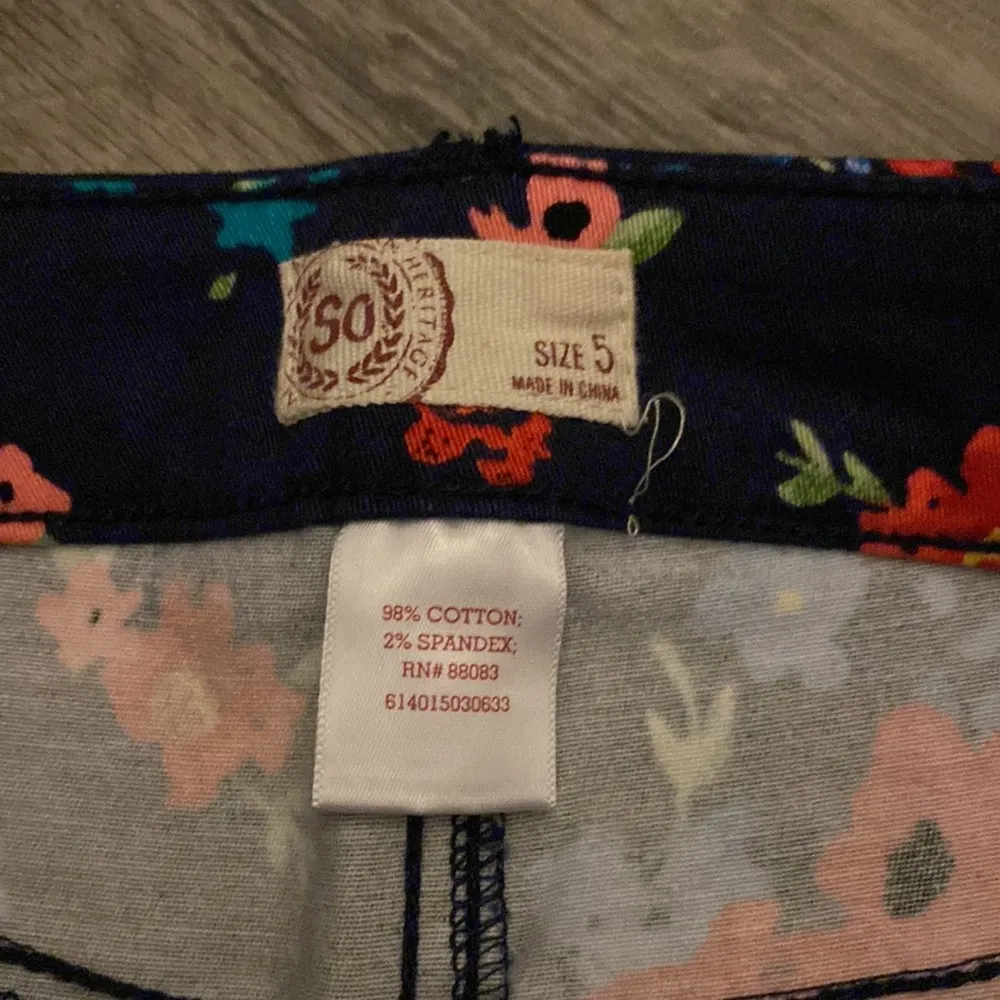 SO
HERITAGE
SIZE 5
MADE IN CHINA
98% COTTON;
2% SPANDEX;
RN# 88083
614015030633